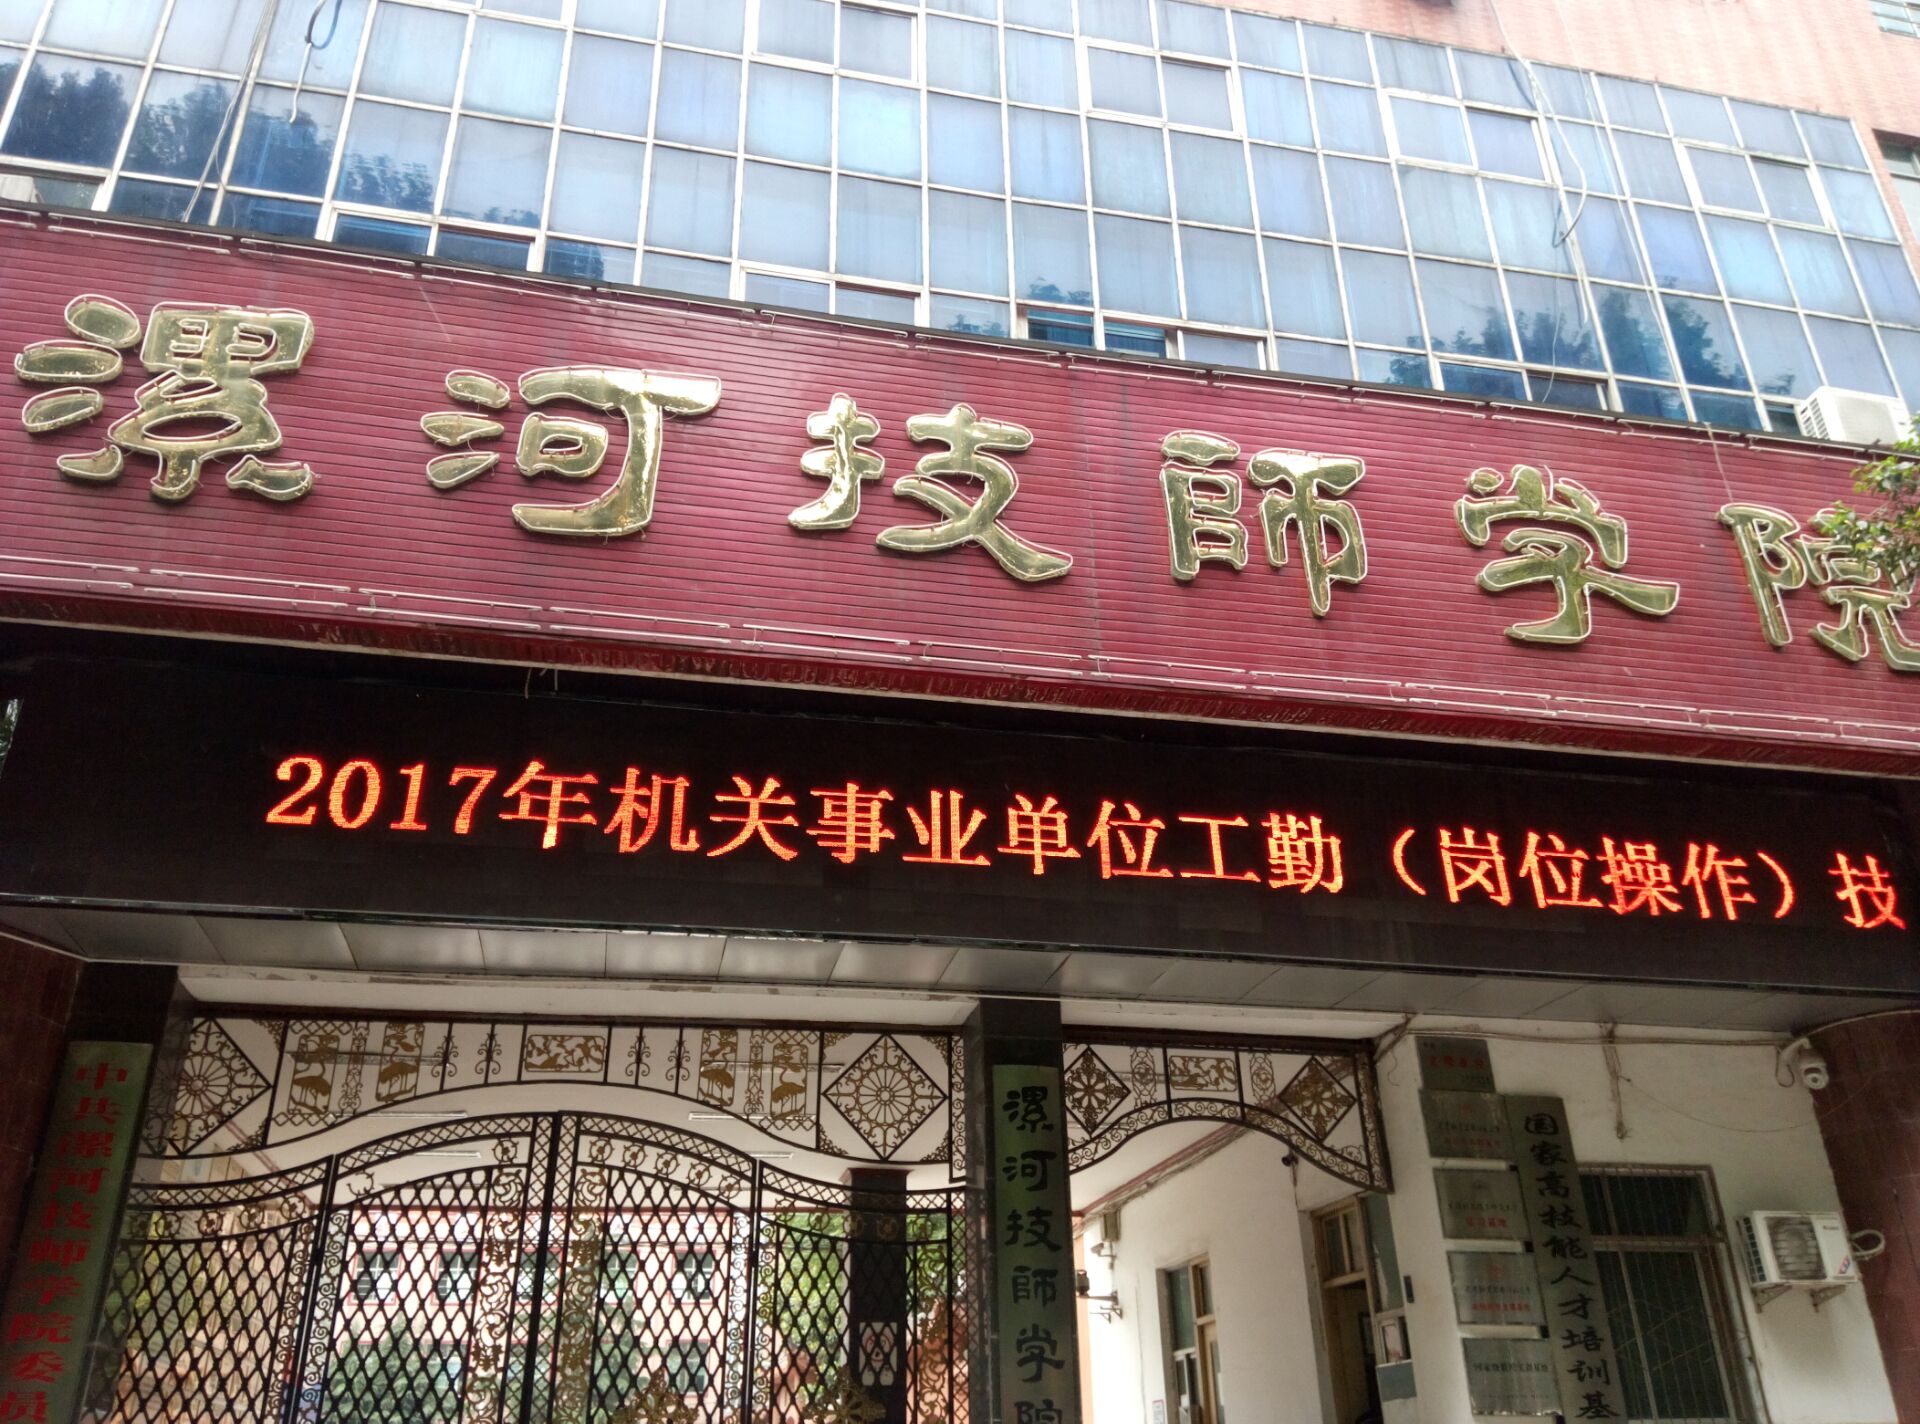 漯河技師学院
2017年机关事业单位工勤（岗位操作）技
中共漯河技师学院委员
漯河技師学院
国家高技能人才培训基